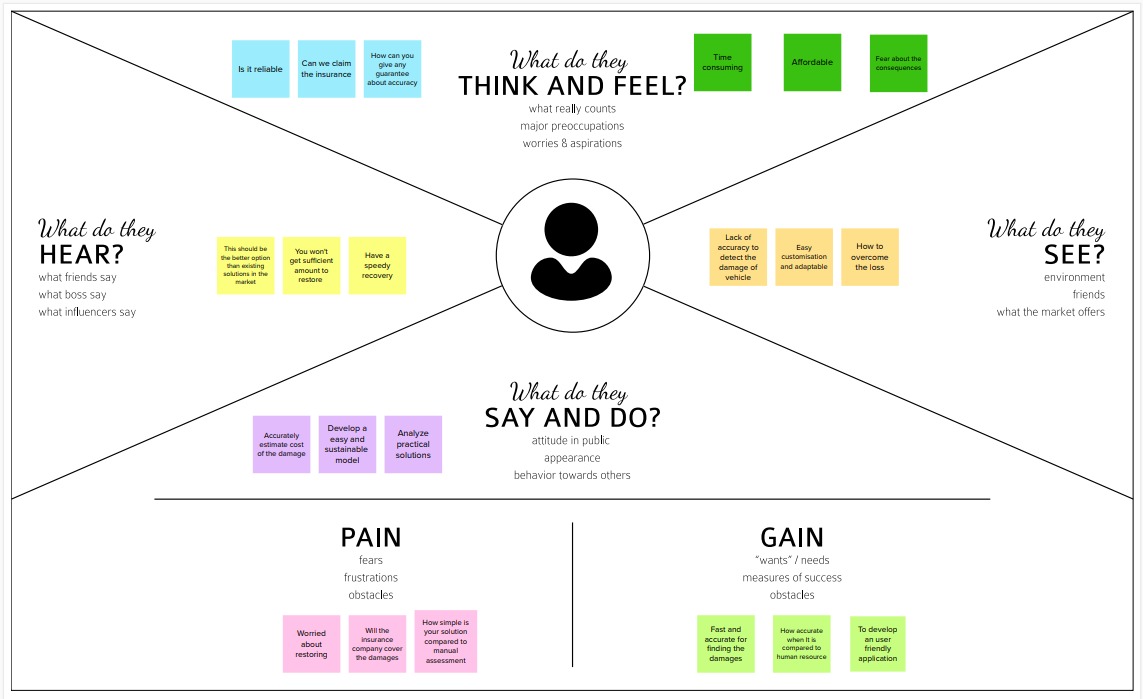 Is it reliable
Can we claim
the insurance
How can you
give any
guarantee
about accuracy
What do they
THINK AND FEEL?
what really counts
major preoccupations
worries & aspirations
Time
consuming
Affordable
Fear about the
consequences
What do they
HEAR?
what friends say
what boss say
what influencers say
This should be
the better option
than existing
solutions in the
market
You won't
get sufficient
amount to
restore
Have a
speedy
recovery
Lack of
accuracy to
detect the
damage of
vehicle
Easy
customisation
and adaptable
How to
overcome
the loss
What do they
SEE?
environment
friends
what the market offers
What do they
SAY AND DO?
attitude in public
appearance
behavior towards others
Accurately
estimate cost
of the damage
Develop a
easy and
sustainable
model
Analyze
practical
solutions
PAIN
fears
frustrations
obstacles
Worried
about
restoring
Will the
insurance
company cover
the damages
How simple is
your solution
compared to
manual
assessment
GAIN
"wants" / needs
measures of success
obstacles
Fast and
accurate for
finding the
damages
How accurate
when It is
compared to
human resource
To develop
an user
friendly
application